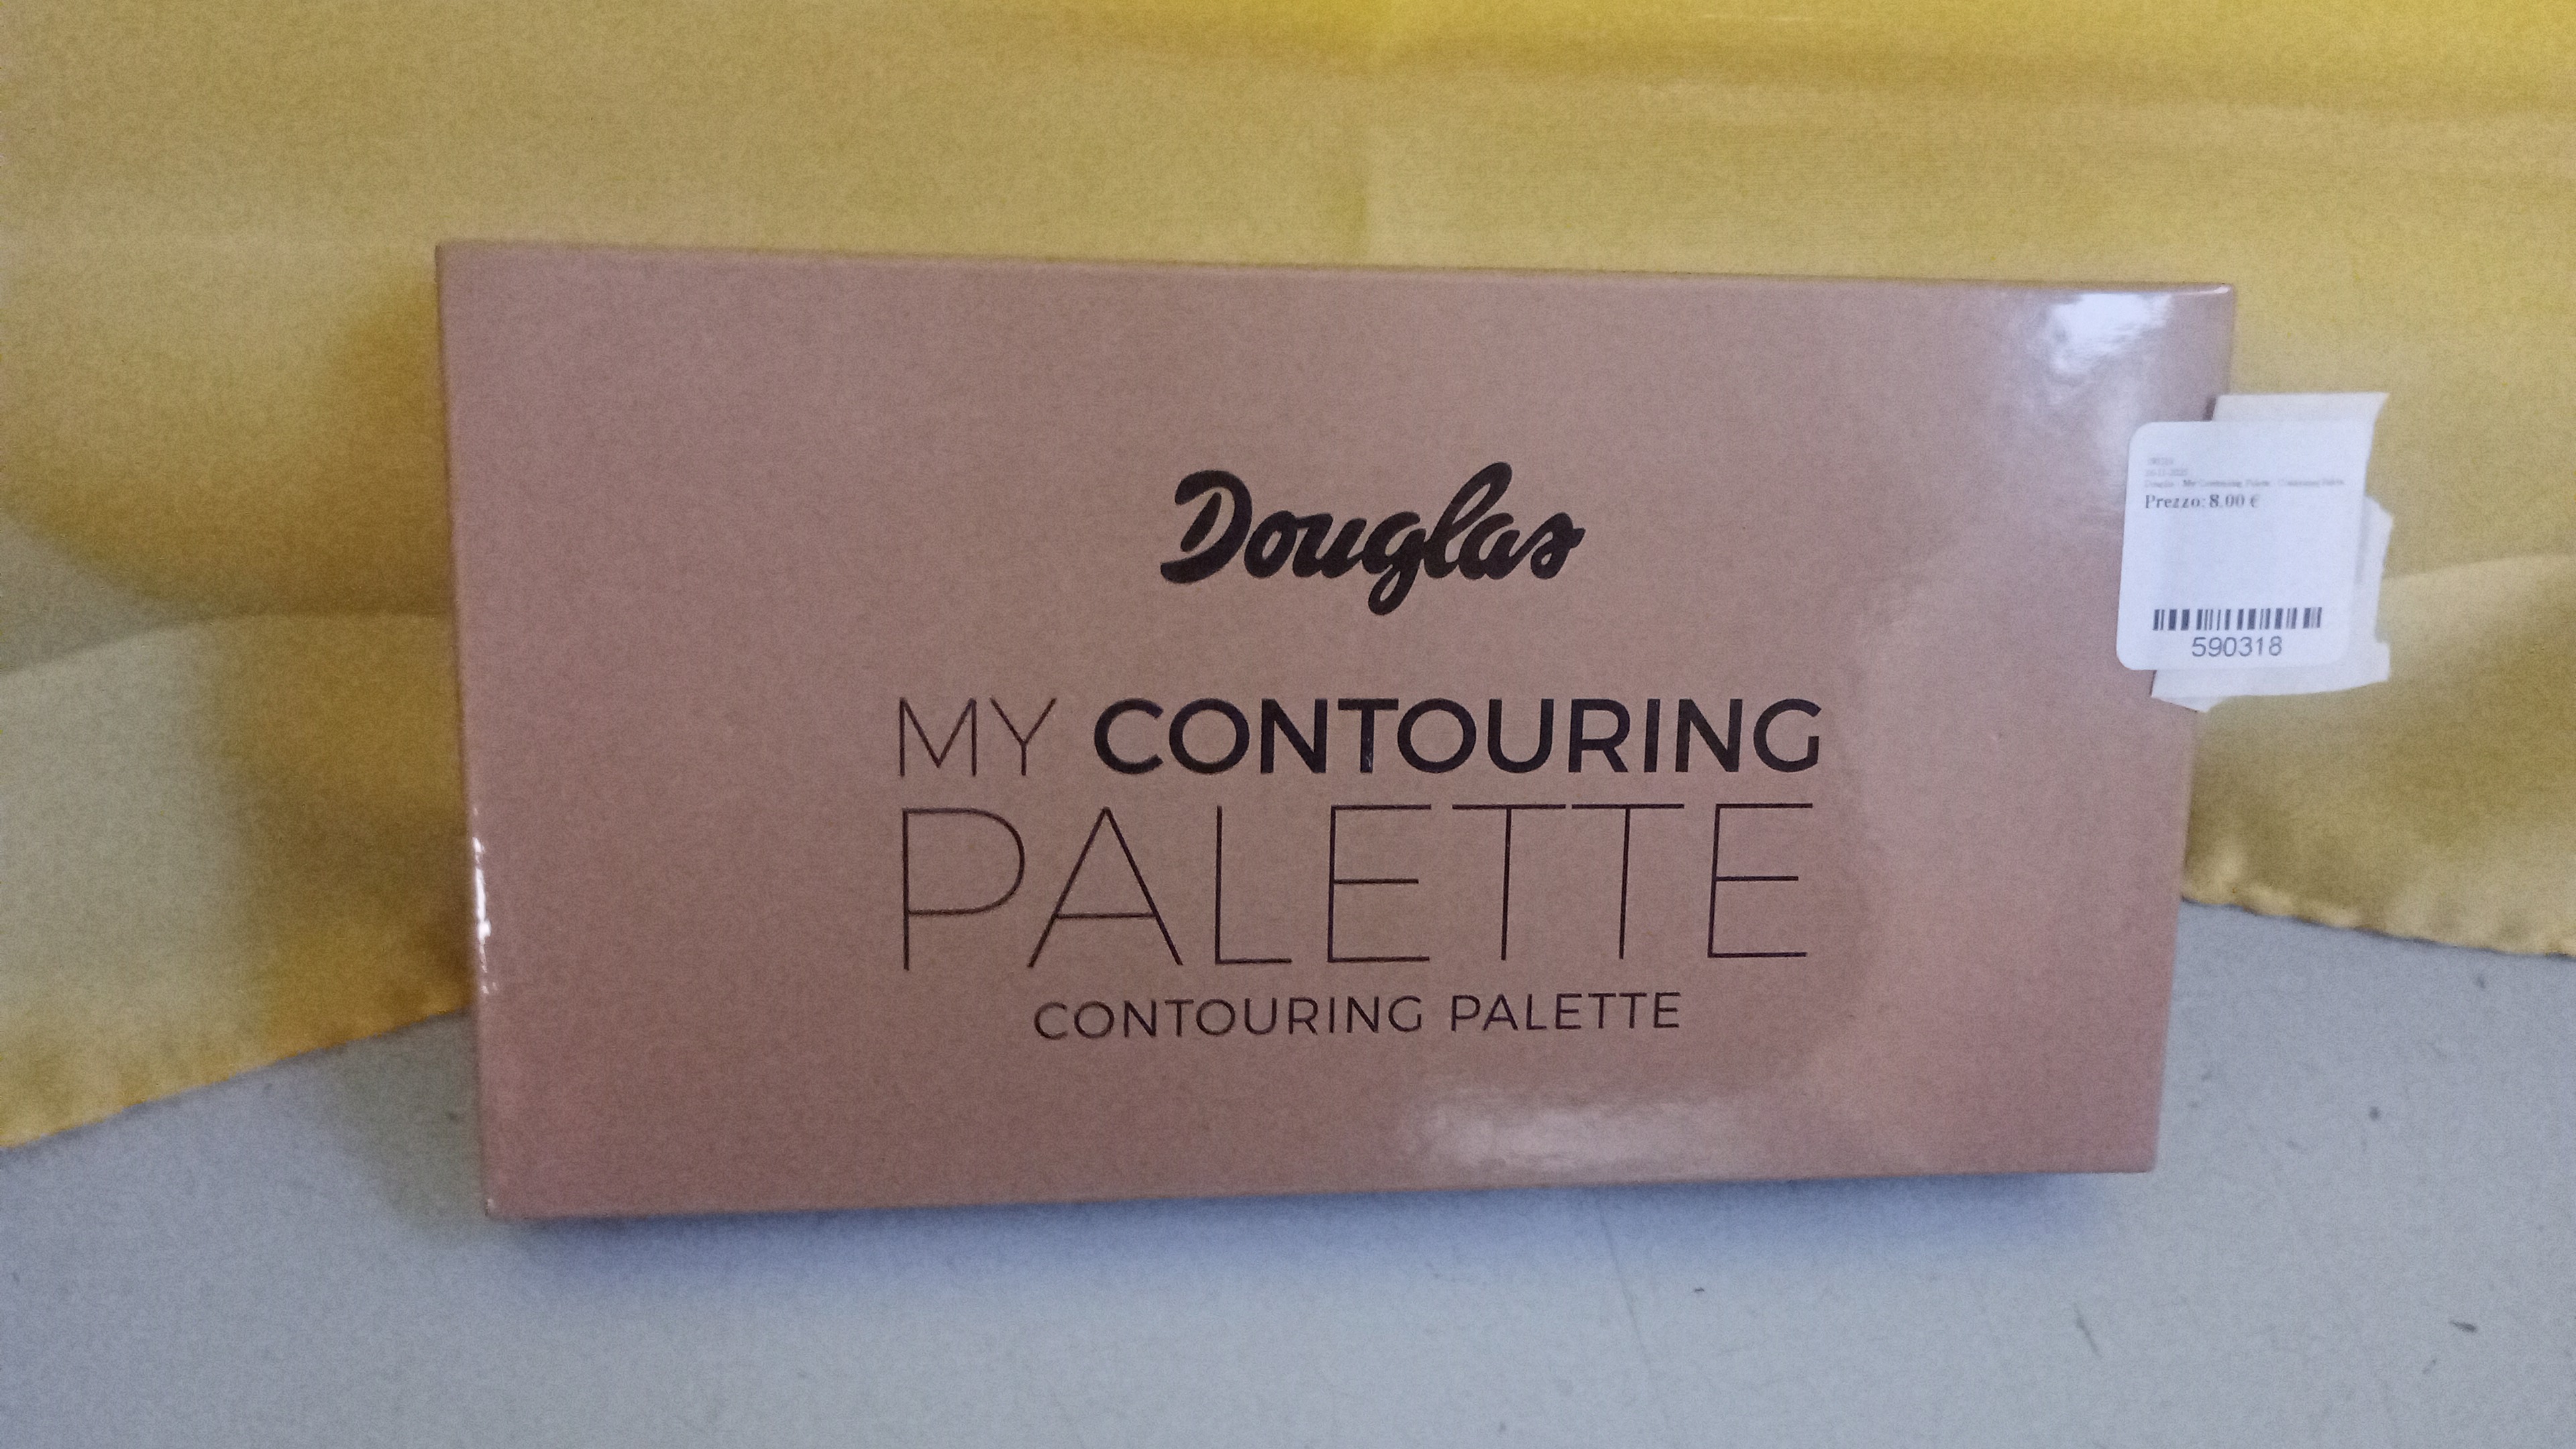 Douglas
MY CONTOURING
PALETTE
CONTOURING PALETTE
Prezzo: 8.00 €
590318